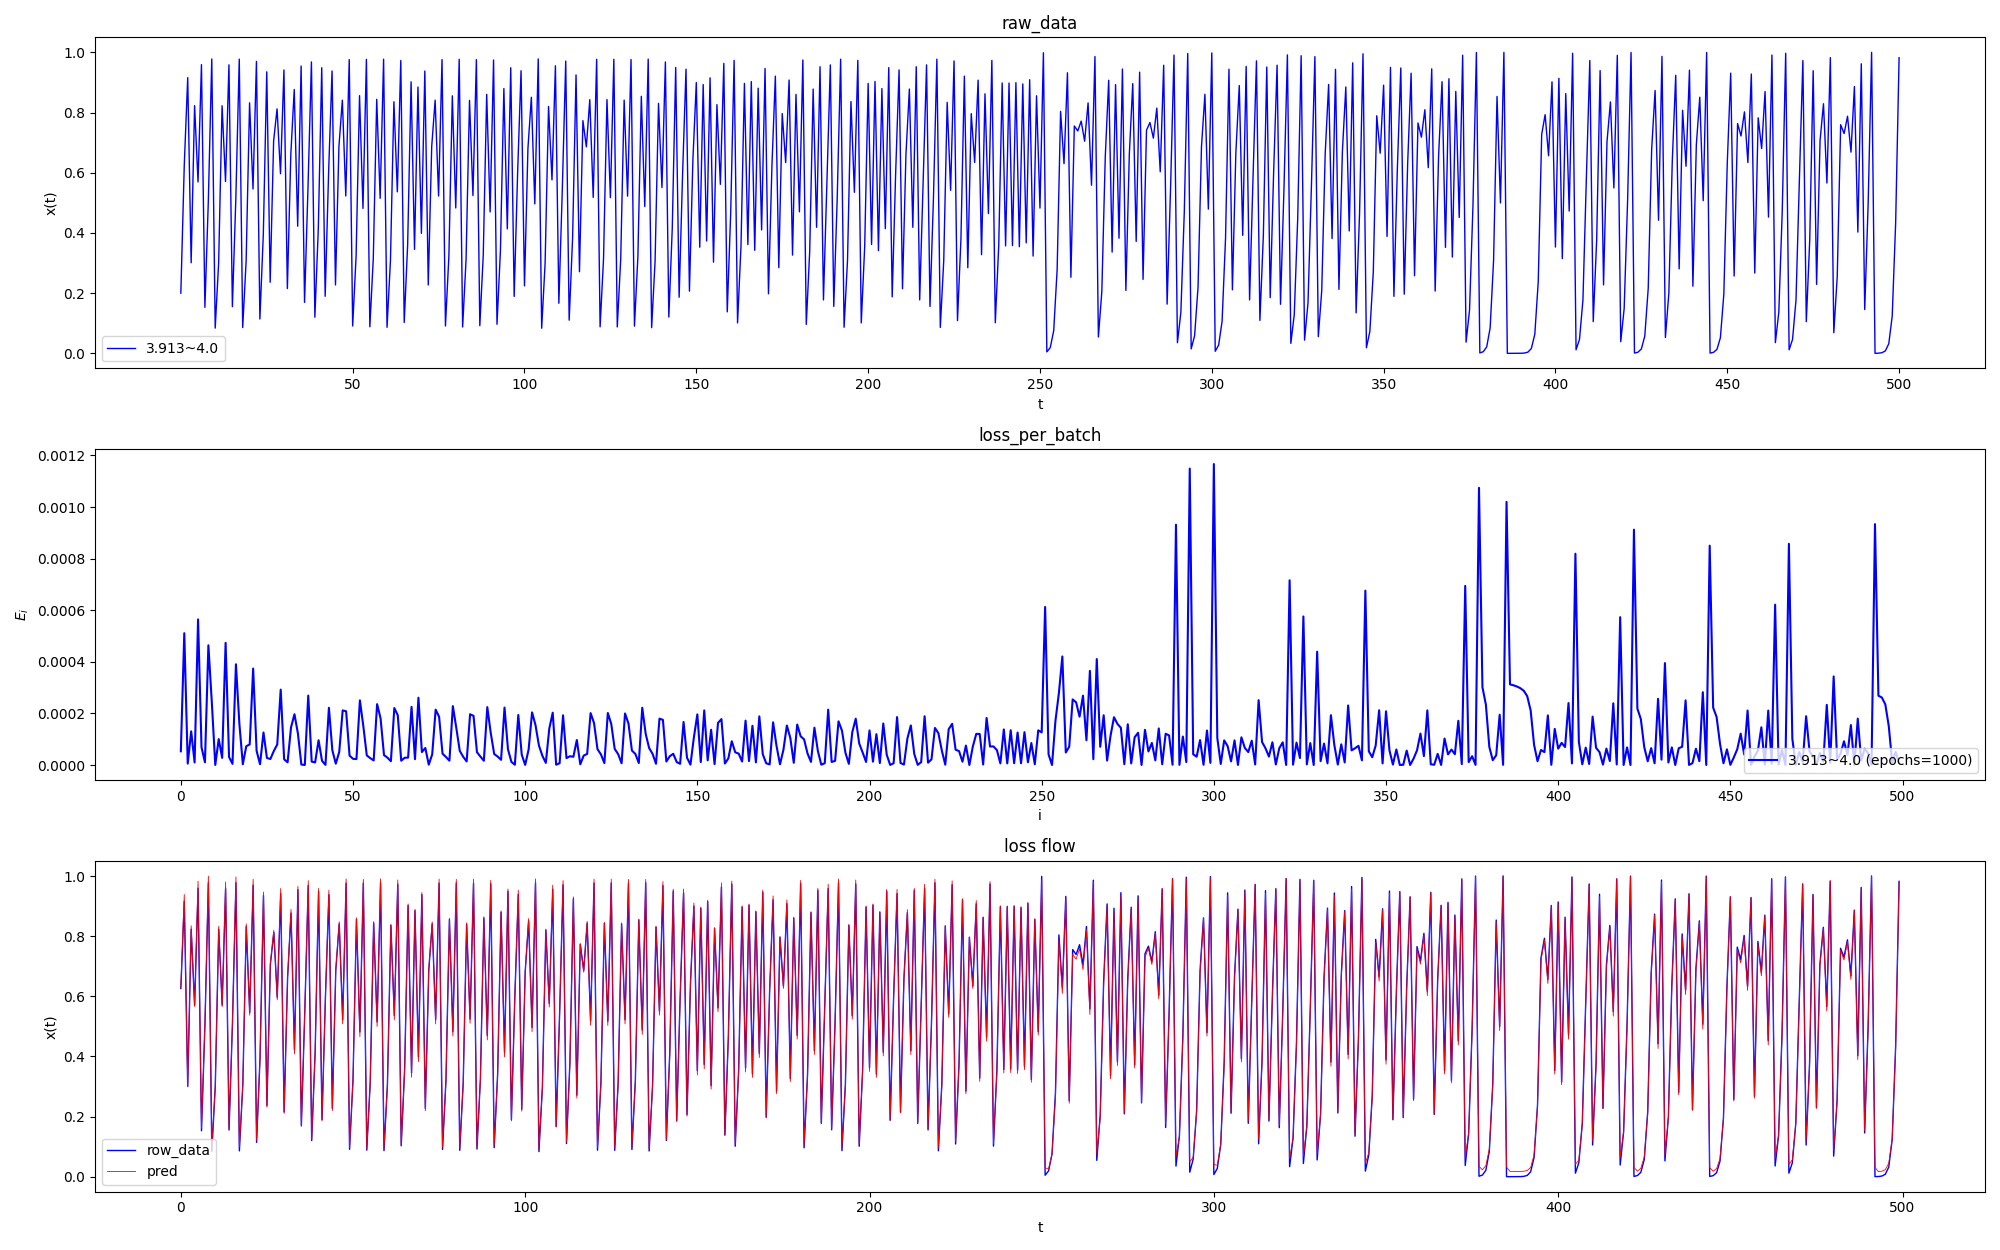 raw_data
1.0
0.8
0.6
0.4
0.2
0.0
x(t)
3.913~4.0
50 100 150 200 250 300 350 400 450 500
t
loss_per_batch
0.0012
0.0010
0.0008
0.0006
0.0004
0.0002
0.0000
E_i
3.913~4.0 (epochs=1000)
0 50 100 150 200 250 300 350 400 450 500
i
loss flow
1.0
0.8
0.6
0.4
0.2
0.0
x(t)
row_data
pred
0 100 200 300 400 500
t